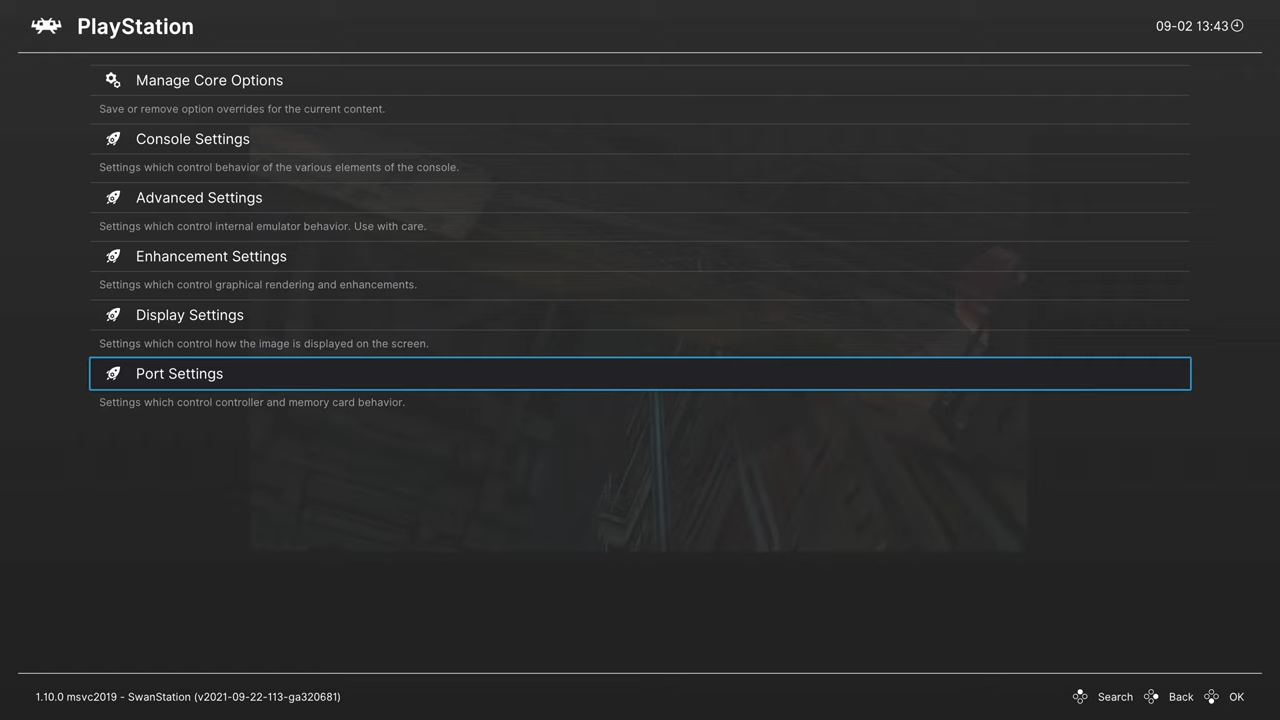 PlayStation
09-02 13:43
Manage Core Options
Save or remove option overrides for the current content.
Console Settings
Settings which control behavior of the various elements of the console.
Advanced Settings
Settings which control internal emulator behavior. Use with care.
Enhancement Settings
Settings which control graphical rendering and enhancements.
Display Settings
Settings which control how the image is displayed on the screen.
Port Settings
Settings which control controller and memory card behavior.
1.10.0 msvc2019 - SwanStation (v2021-09-22-113-ga320681)
Search Back OK